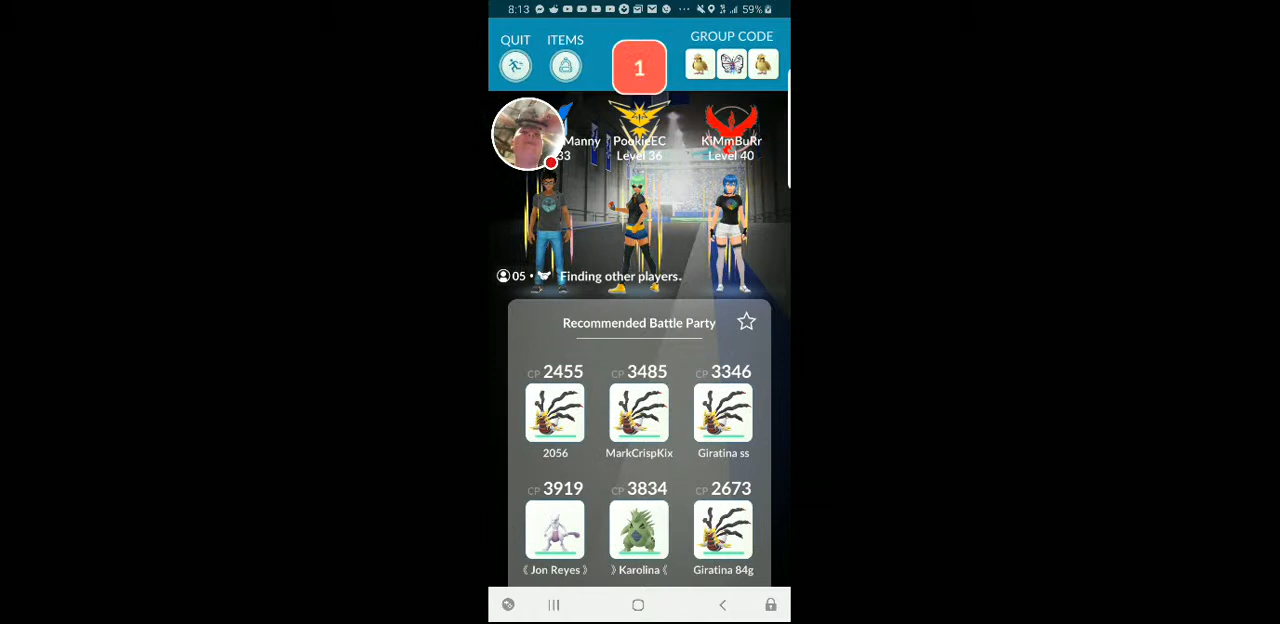 8:13 59%
QUIT ITEMS GROUP CODE
1
Manny PookieEC KiMmBuRr
33 Level 36 Level 40
05 • Finding other players.
Recommended Battle Party
CP 2455 CP 3485 CP 3346
2056 MarkCrispKix Giratina ss
CP 3919 CP 3834 CP 2673
《 Jon Reyes 》 》Karolina《 Giratina 84g